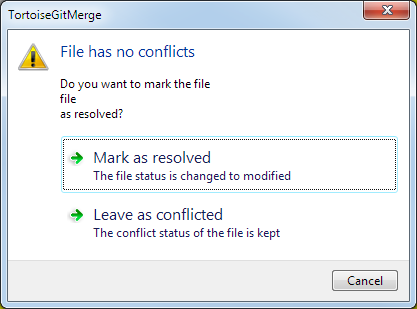 TortoiseGitMerge
File has no conflicts
Do you want to mark the file
file
as resolved?
Mark as resolved
The file status is changed to modified
Leave as conflicted
The conflict status of the file is kept
Cancel